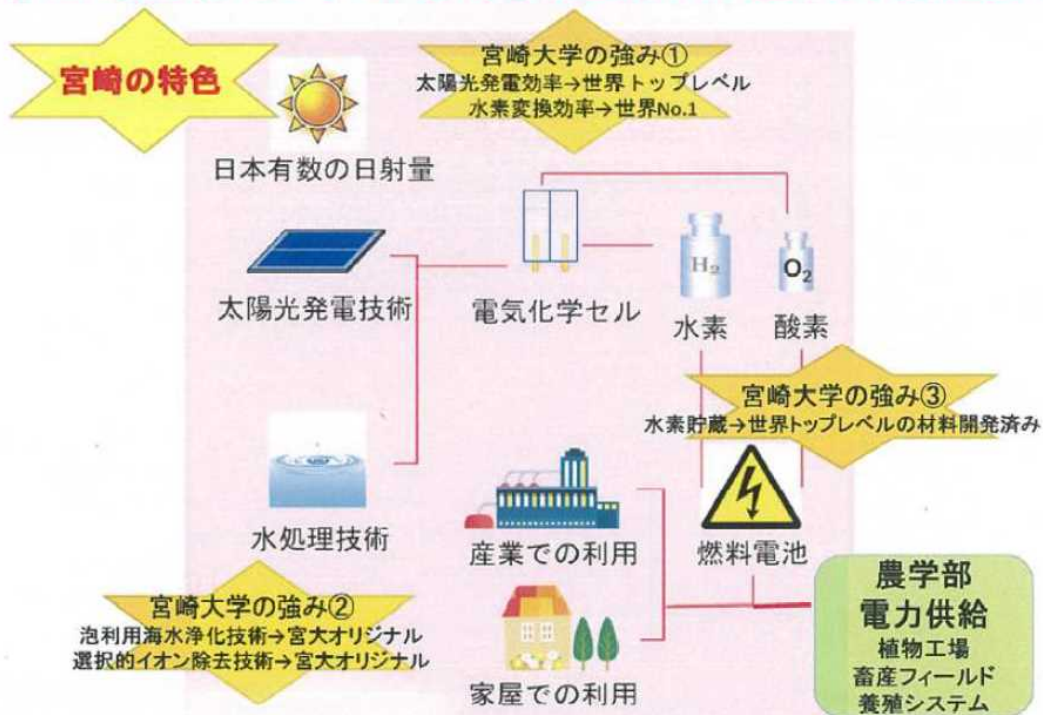 宮崎の特色
宮崎大学の強み①
太陽光発電効率→世界トップレベル
水素変換効率→世界No.1
日本有数の日射量
H₂
O₂
太陽光発電技術
電気化学セル
水素
酸素
宮崎大学の強み③
水素貯蔵→世界トップレベルの材料開発済み
水処理技術
産業での利用
燃料電池
宮崎大学の強み②
泡利用海水浄化技術→宮大オリジナル
選択的イオン除去技術→宮大オリジナル
家屋での利用
農学部
電力供給
植物工場
畜産フィールド
養殖システム